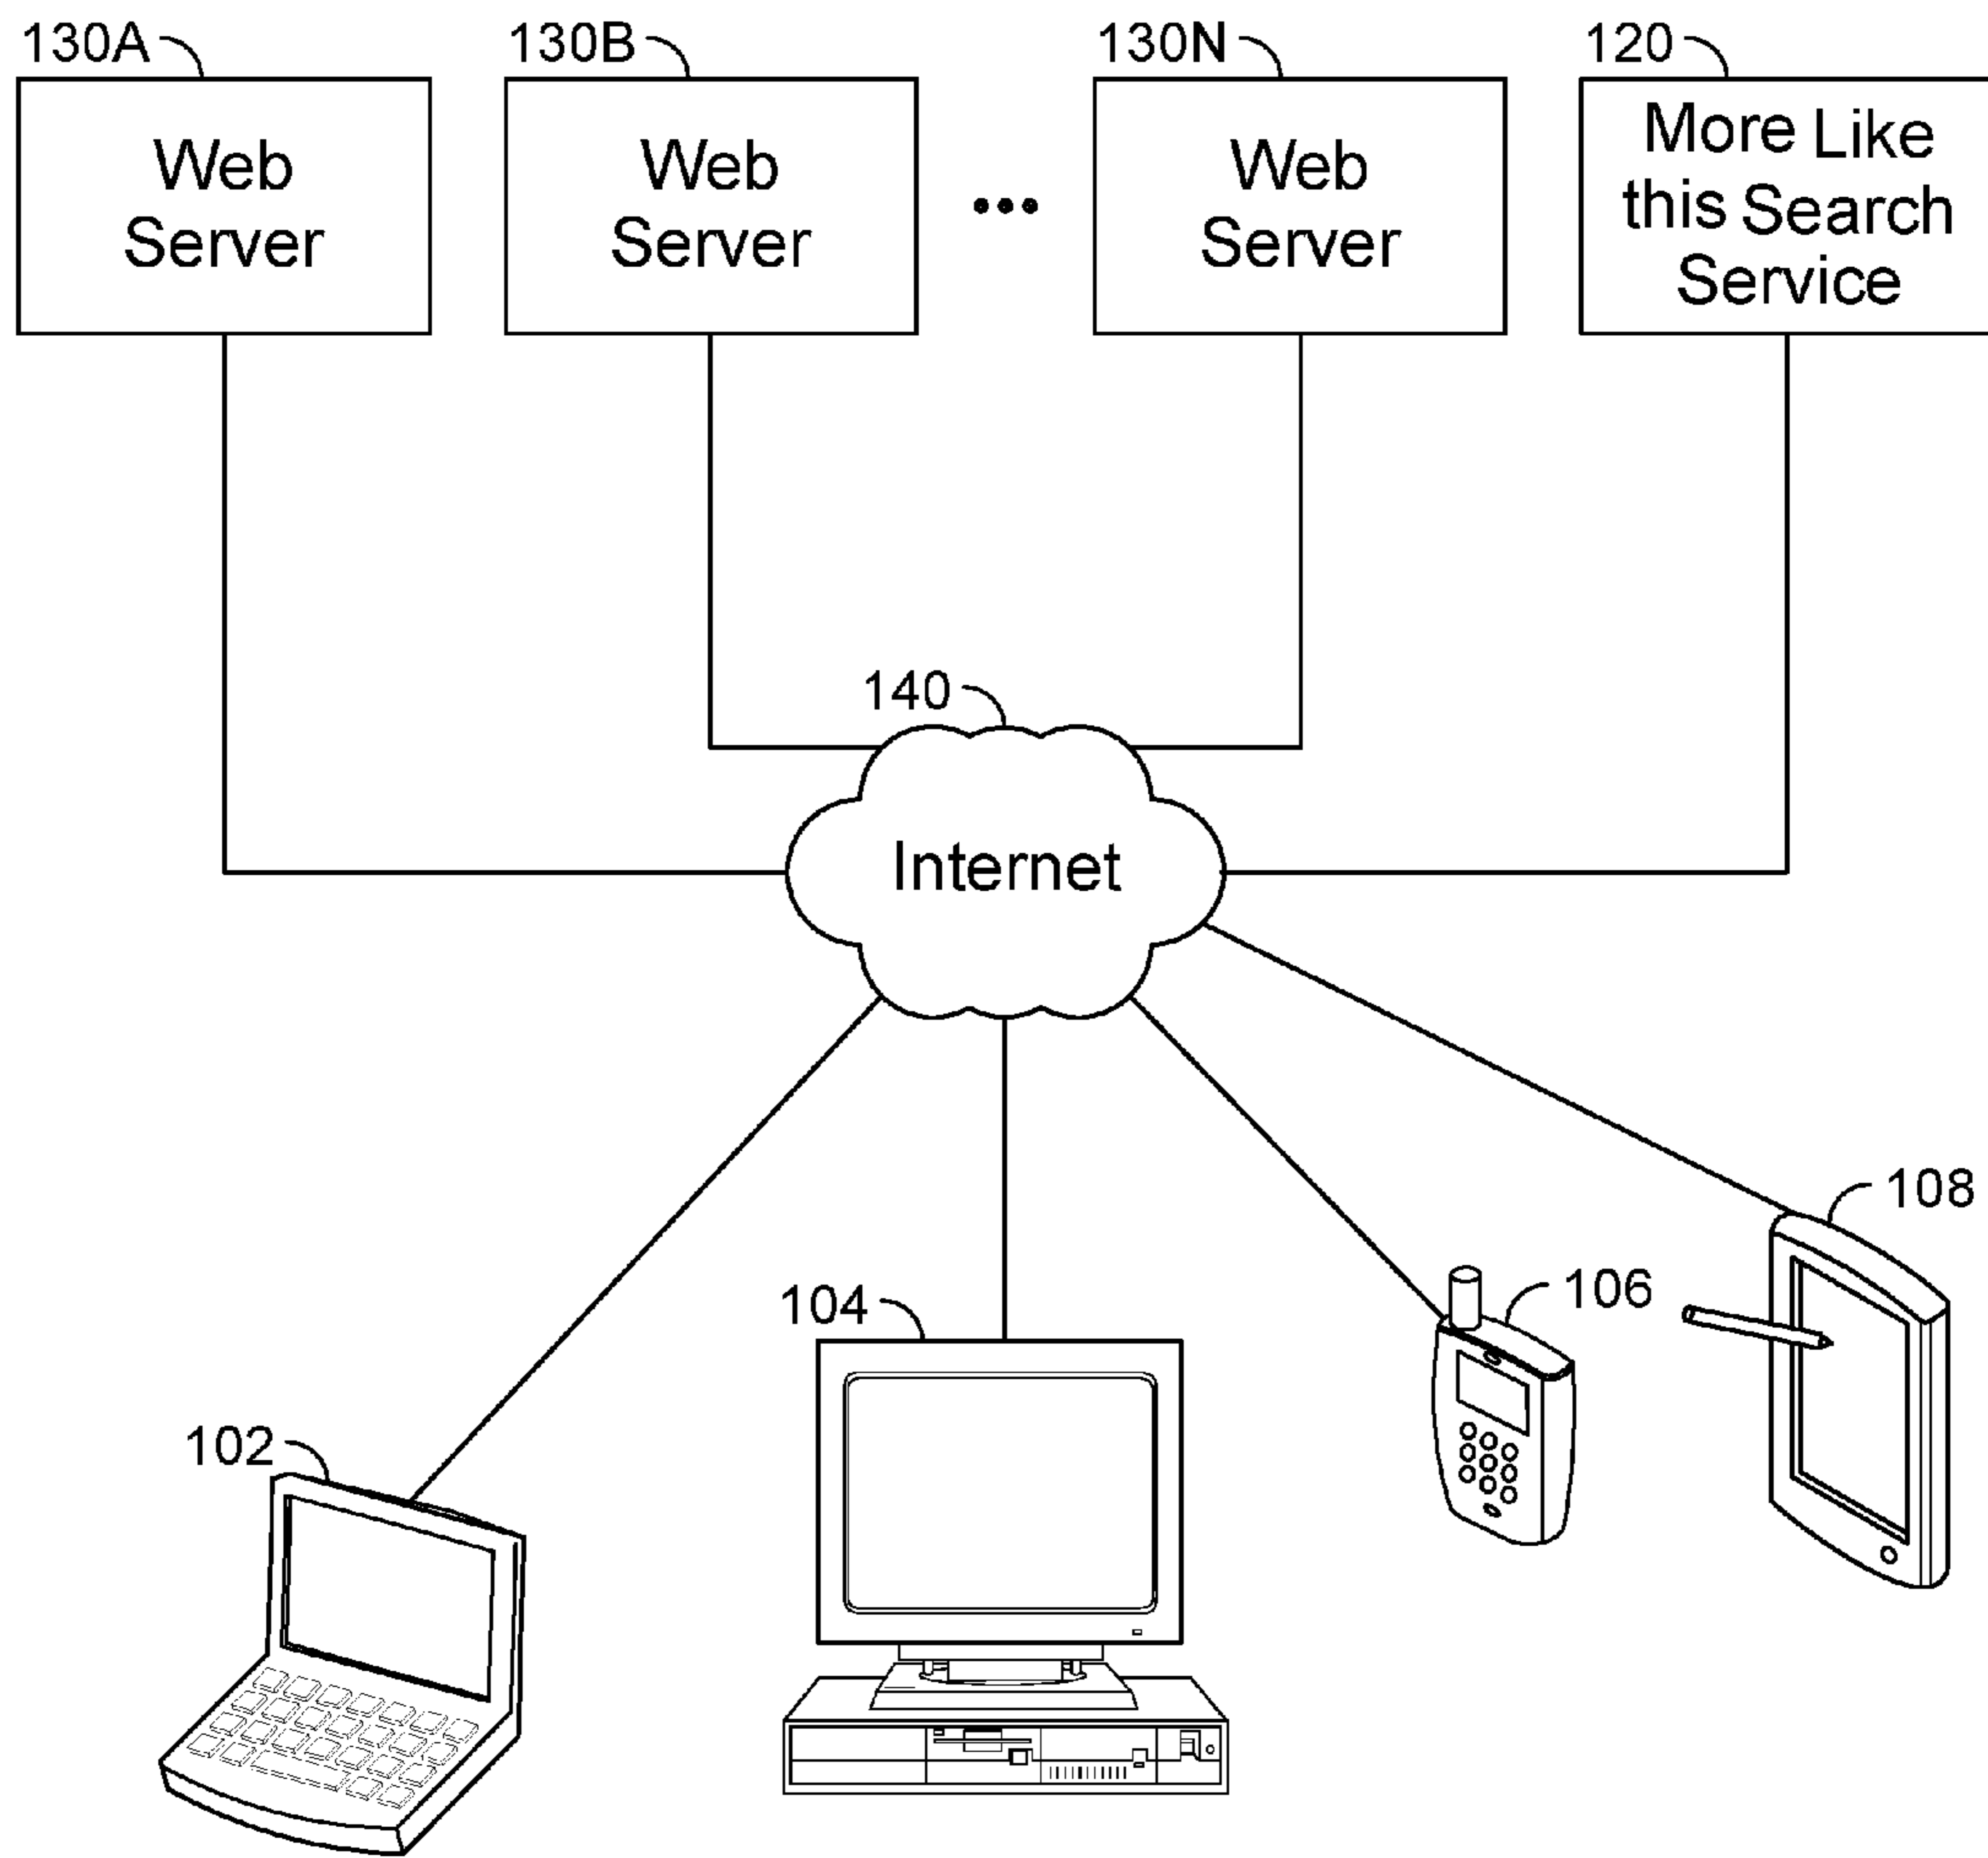 130A
130B
130N
120
Web
Server
Web
Server
...
Web
Server
More Like
this Search
Service
140
Internet
108
106
104
102